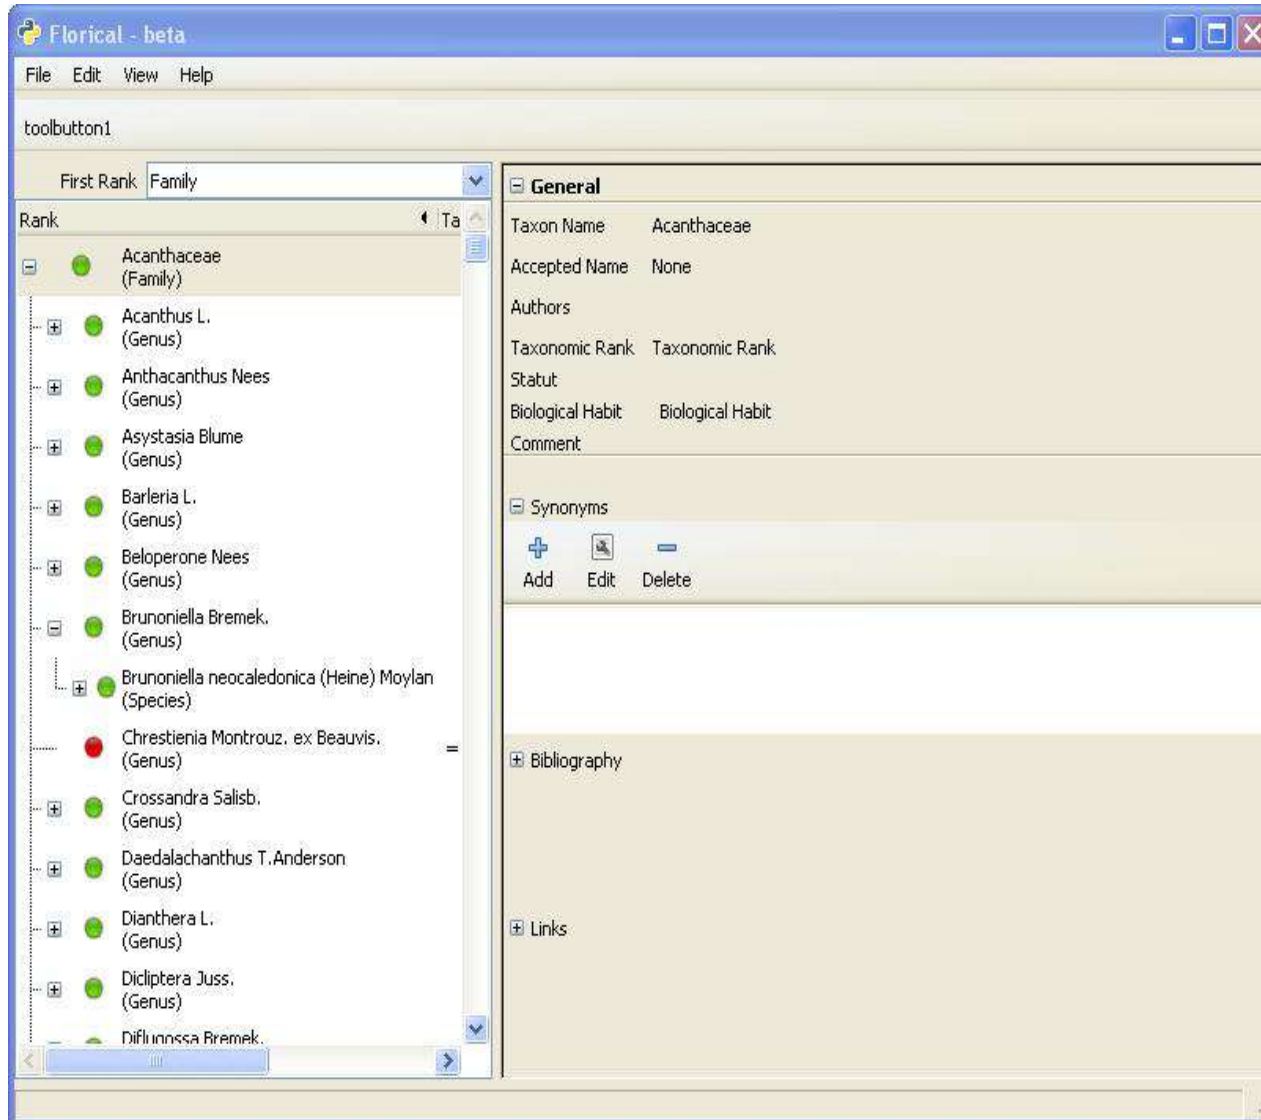 Florical - beta
File Edit View Help
toolbutton1
First Rank Family
Rank Ta
Acanthaceae
(Family)
Acanthus L.
(Genus)
Anthacanthus Nees
(Genus)
Asystasia Blume
(Genus)
Barleria L.
(Genus)
Beloperone Nees
(Genus)
Brunoniella Bremek.
(Genus)
Brunoniella neocaledonica (Heine) Moylan
(Species)
Chrestienia Montrouz. ex Beauvis. =
(Genus)
Crossandra Salisb.
(Genus)
Daedalachanthus T.Anderson
(Genus)
Dianthera L.
(Genus)
Dicliptera Juss.
(Genus)
Diflugossa Bremek.
General
Taxon Name Acanthaceae
Accepted Name None
Authors
Taxonomic Rank Taxonomic Rank
Statut
Biological Habit Biological Habit
Comment
Synonyms
Add Edit Delete
Bibliography
Links